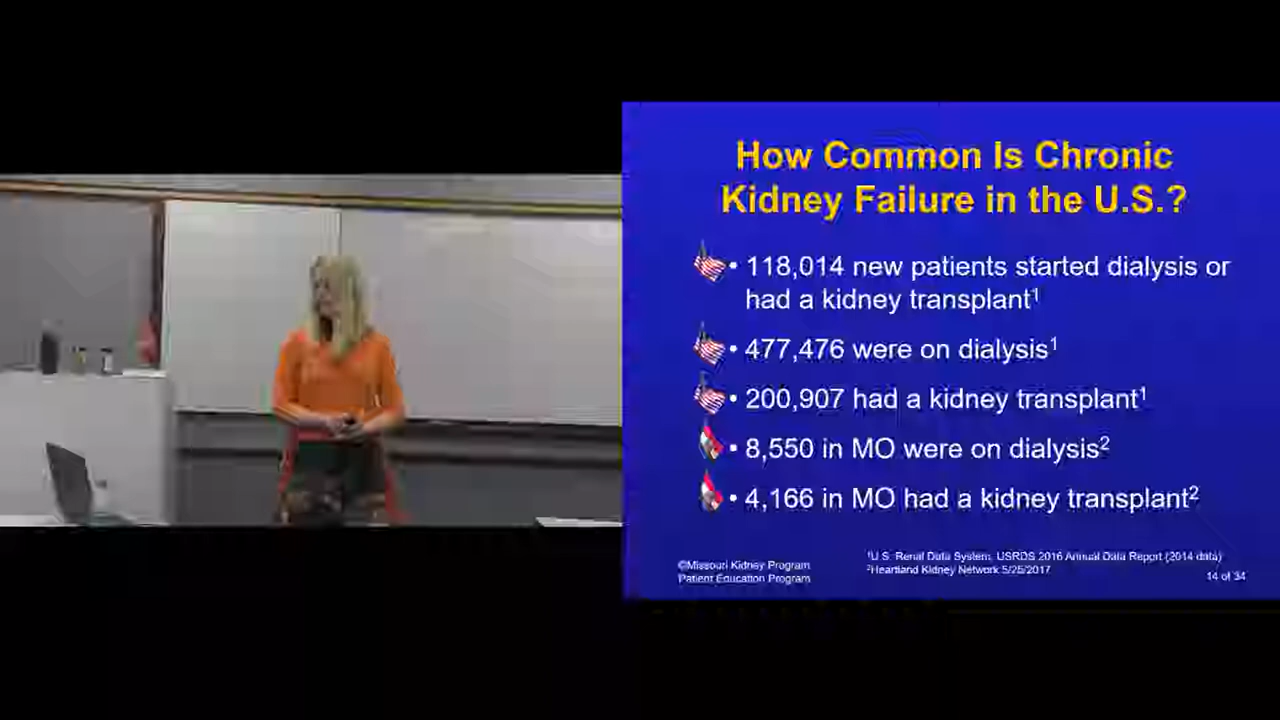 How Common Is Chronic
Kidney Failure in the U.S.?
• 118,014 new patients started dialysis or
had a kidney transplant¹
• 477,476 were on dialysis¹
• 200,907 had a kidney transplant¹
• 8,550 in MO were on dialysis²
• 4,166 in MO had a kidney transplant²
¹U.S. Renal Data System, USRDS 2016 Annual Data Report (2014 data)
²Heartland Kidney Network 5/25/2017
©Missouri Kidney Program
Patient Education Program
14 of 34